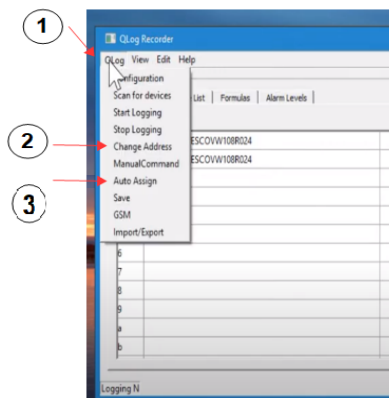 1
QLog Recorder
QLog View Edit Help
Configuration
Scan for devices
List Formulas Alarm Levels
Start Logging
Stop Logging
2
Change Address
ESCOVW108R024
ManualCommand
ESCOVW108R024
Auto Assign
3
Save
GSM
Import/Export
6
7
8
9
a
b
Logging N